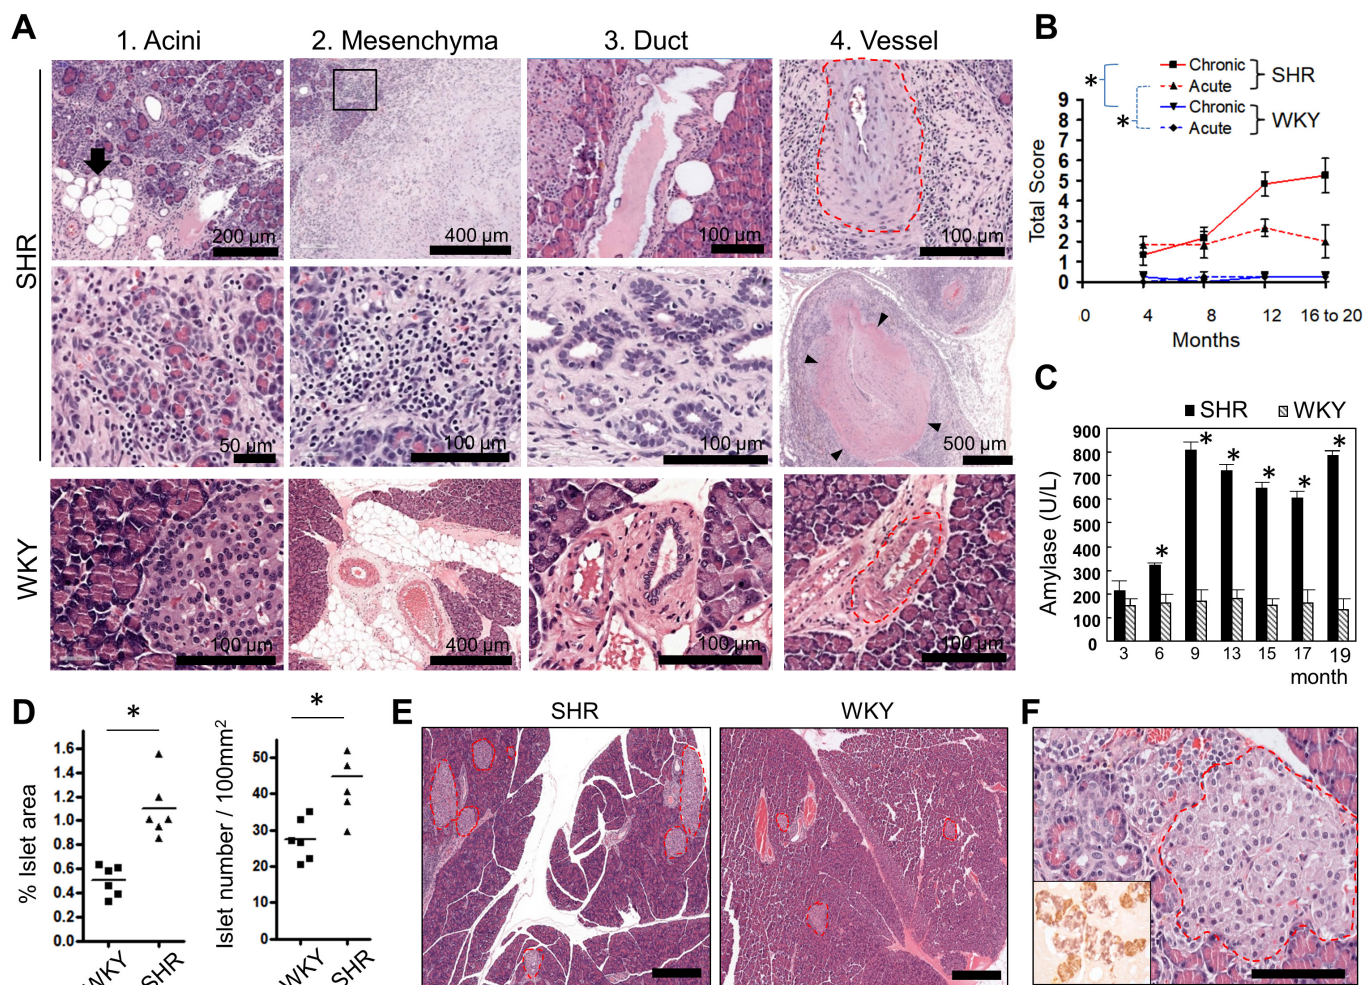 A
1. Acini
2. Mesenchyma
3. Duct
4. Vessel
SHR
200 µm
400 µm
100 µm
100 µm
50 µm
100 µm
100 µm
500 µm
WKY
100 µm
400 µm
100 µm
100 µm
B
Chronic
Acute
SHR
Chronic
Acute
WKY
*
*
Total Score
9
8
7
6
5
4
3
2
1
0
0 4 8 12 16 to 20
Months
C
SHR WKY
Amylase (U/L)
900
800
700
600
500
400
300
200
100
0
* * * * * *
3 6 9 13 15 17 19
month
D
*
% Islet area
1.6
1.4
1.2
1.0
0.8
0.6
0.4
0.2
0.0
WKY SHR
*
Islet number / 100mm²
50
40
30
20
10
0
WKY SHR
E
SHR
WKY
F